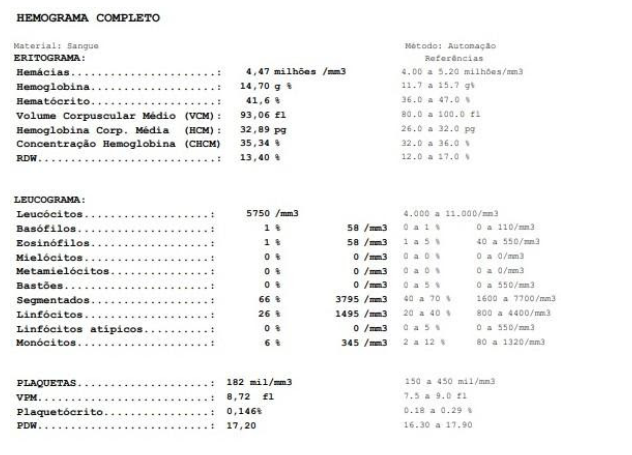 HEMOGRAMA COMPLETO
Material: Sangue Método: Automação
ERITOGRAMA: Referências
Hemácias.....................: 4,47 milhões /mm3 4.00 a 5.20 milhões/mm3
Hemoglobina..................: 14,70 g % 11.7 a 15.7 g%
Hematócrito..................: 41,6 % 36.0 a 47.0 %
Volume Corpuscular Médio (VCM): 93,06 fl 80.0 a 100.0 fl
Hemoglobina Corp. Média (HCM): 32,89 pg 26.0 a 32.0 pg
Concentração Hemoglobina (CHCM) 35,34 % 32.0 a 36.0 %
RDW..........................: 13,40 % 12.0 a 17.0 %
LEUCOGRAMA:
Leucócitos................: 5750 /mm3 4.000 a 11.000/mm3
Basófilos.................: 1 % 58 /mm3 0 a 1 % 0 a 110/mm3
Eosinófilos...............: 1 % 58 /mm3 1 a 5 % 40 a 550/mm3
Mielócitos................: 0 % 0 /mm3 0 a 0 % 0 a 0/mm3
Metamielócitos............: 0 % 0 /mm3 0 a 0 % 0 a 0/mm3
Bastões...................: 0 % 0 /mm3 0 a 5 % 0 a 550/mm3
Segmentados...............: 66 % 3795 /mm3 40 a 70 % 1600 a 7700/mm3
Linfócitos................: 26 % 1495 /mm3 20 a 40 % 800 a 4400/mm3
Linfócitos atípicos.......: 0 % 0 /mm3 0 a 5 % 0 a 550/mm3
Monócitos.................: 6 % 345 /mm3 2 a 12 % 80 a 1320/mm3
PLAQUETAS.................: 182 mil/mm3 150 a 450 mil/mm3
VPM.......................: 8,72 fl 7.5 a 9.0 fl
Plaquetócrito.............: 0,146% 0.18 a 0.29 %
PDW.......................: 17,20 16.30 a 17.90